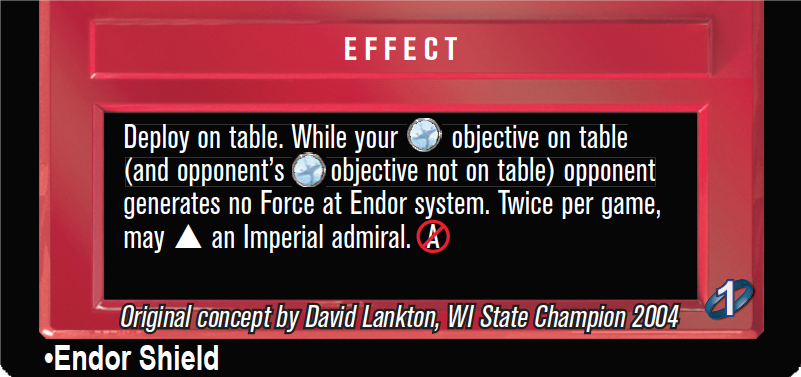 EFFECT
Deploy on table. While your objective on table
(and opponent's objective not on table) opponent
generates no Force at Endor system. Twice per game,
may ▲ an Imperial admiral. A
Original concept by David Lankton, WI State Champion 2004
1
•Endor Shield